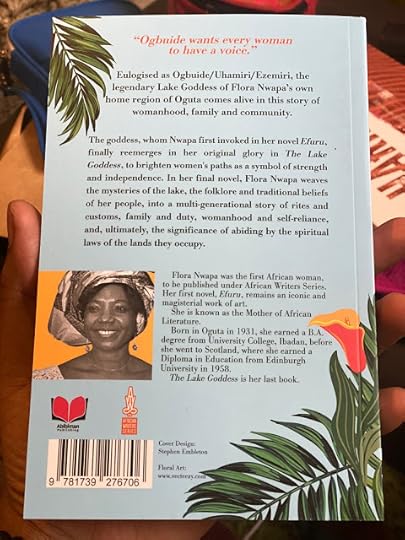 “Ogbuide wants every woman
to have a voice.”
Eulogised as Ogbuide/Uhamiri/Ezemiri, the
legendary Lake Goddess of Flora Nwapa's own
home region of Oguta comes alive in this story of
womanhood, family and community.
The goddess, whom Nwapa first invoked in her novel Efuru,
finally reemerges in her original glory in The Lake
Goddess, to brighten women's paths as a symbol of strength
and independence. In her final novel, Flora Nwapa weaves
the mysteries of the lake, the folklore and traditional beliefs
of her people, into a multi-generational story of rites and
customs, family and duty, womanhood and self-reliance,
and, ultimately, the significance of abiding by the spiritual
laws of the lands they occupy.
Flora Nwapa was the first African woman,
to be published under African Writers Series.
Her first novel, Efuru, remains an iconic and
magisterial work of art.
She is known as the Mother of African
Literature.
Born in Oguta in 1931, she earned a B.A.
degree from University College, Ibadan, before
she went to Scotland, where she earned a
Diploma in Education from Edinburgh
University in 1958.
The Lake Goddess is her last book.
Abibiman
PUBLISHING
AFRICAN
WRITERS
SERIES
Cover Design:
Stephen Embleton
Floral Art:
www.vecteezy.com
9 781739 276706